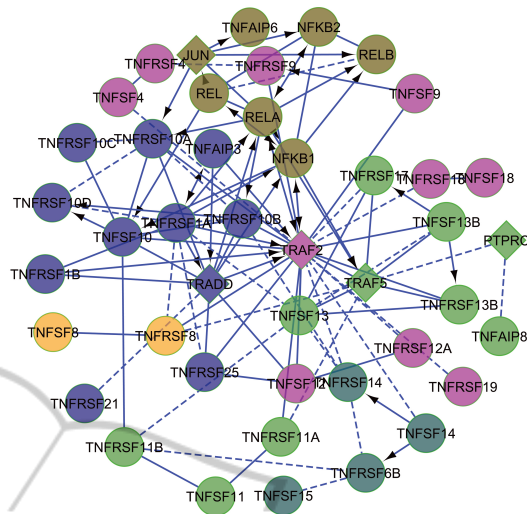 TNFAIP6
NFKB2
JUN
RELB
TNFRSF4
TNFRSF9
TNFSF4
REL
TNFSF9
RELA
TNFRSF10C
TNFRSF10A
TNFAIP3
NFKB1
TNFRSF17
TNFRSF18
TNFSF18
TNFRSF10D
TNFRSF1A
TNFRSF10B
TNFSF13B
TNFSF10
TRAF2
PTPRC
TNFRSF1B
TRADD
TRAF5
TNFRSF13B
TNFSF13
TNFSF8
TNFRSF8
TNFAIP8
TNFRSF12A
TNFRSF25
TNFSF12
TNFRSF14
TNFRSF19
TNFRSF21
TNFRSF11B
TNFRSF11A
TNFSF14
TNFRSF6B
TNFSF11
TNFSF15